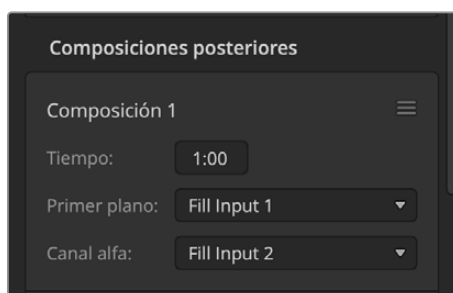 Composiciones posteriores
Composición 1
Tiempo: 1:00
Primer plano: Fill Input 1
Canal alfa: Fill Input 2